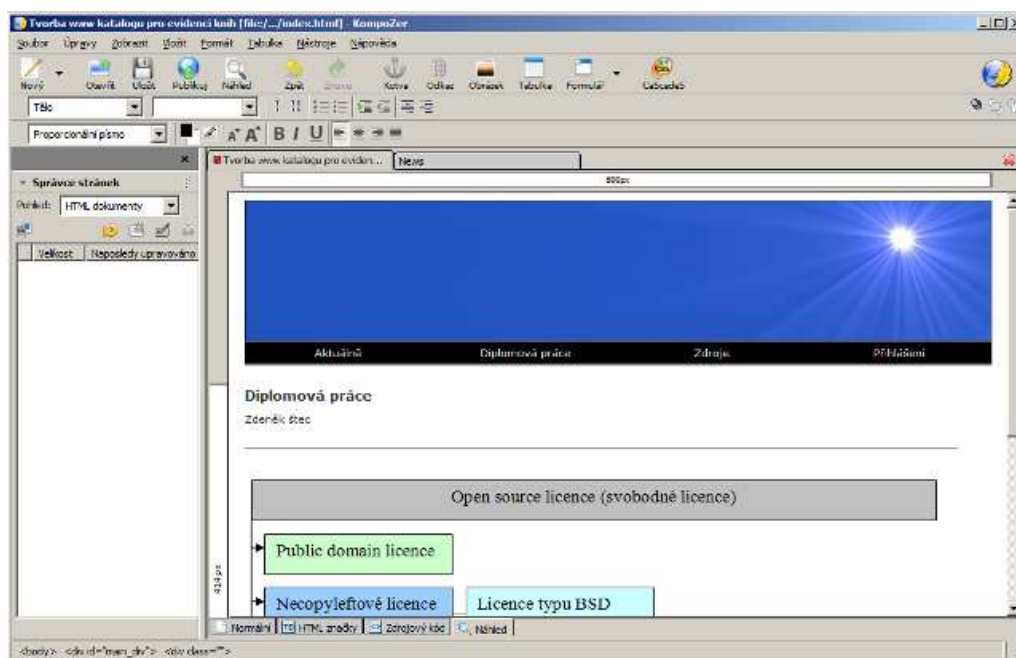 Tvorba www katalogu pro evidenci knih [file:/.../index.html] - KompoZer
Soubor Úpravy Zobrazit Vložit Formát Tabulka Nástroje Nápověda
Nový Otevřít Uložit Publikuj Náhled Zpět Znovu Kotva Odkaz Obrázek Tabulka Formulář CaScadeS
Tělo
Proporcionální písmo B I U
Tvorba www katalogu pro eviden... News
Správce stránek
600px
Pohled: HTML dokumenty
Velikost Naposledy upravováno
Aktuálně Diplomová práce Zdroje Přihlášení
Diplomová práce
Zdeněk štec
Open source licence (svobodné licence)
Public domain licence
414px
Necopyleftové licence Licence typu BSD
Normální HTML značky Zdrojový kód Náhled
<body> <div id="main_div"> <div class="">